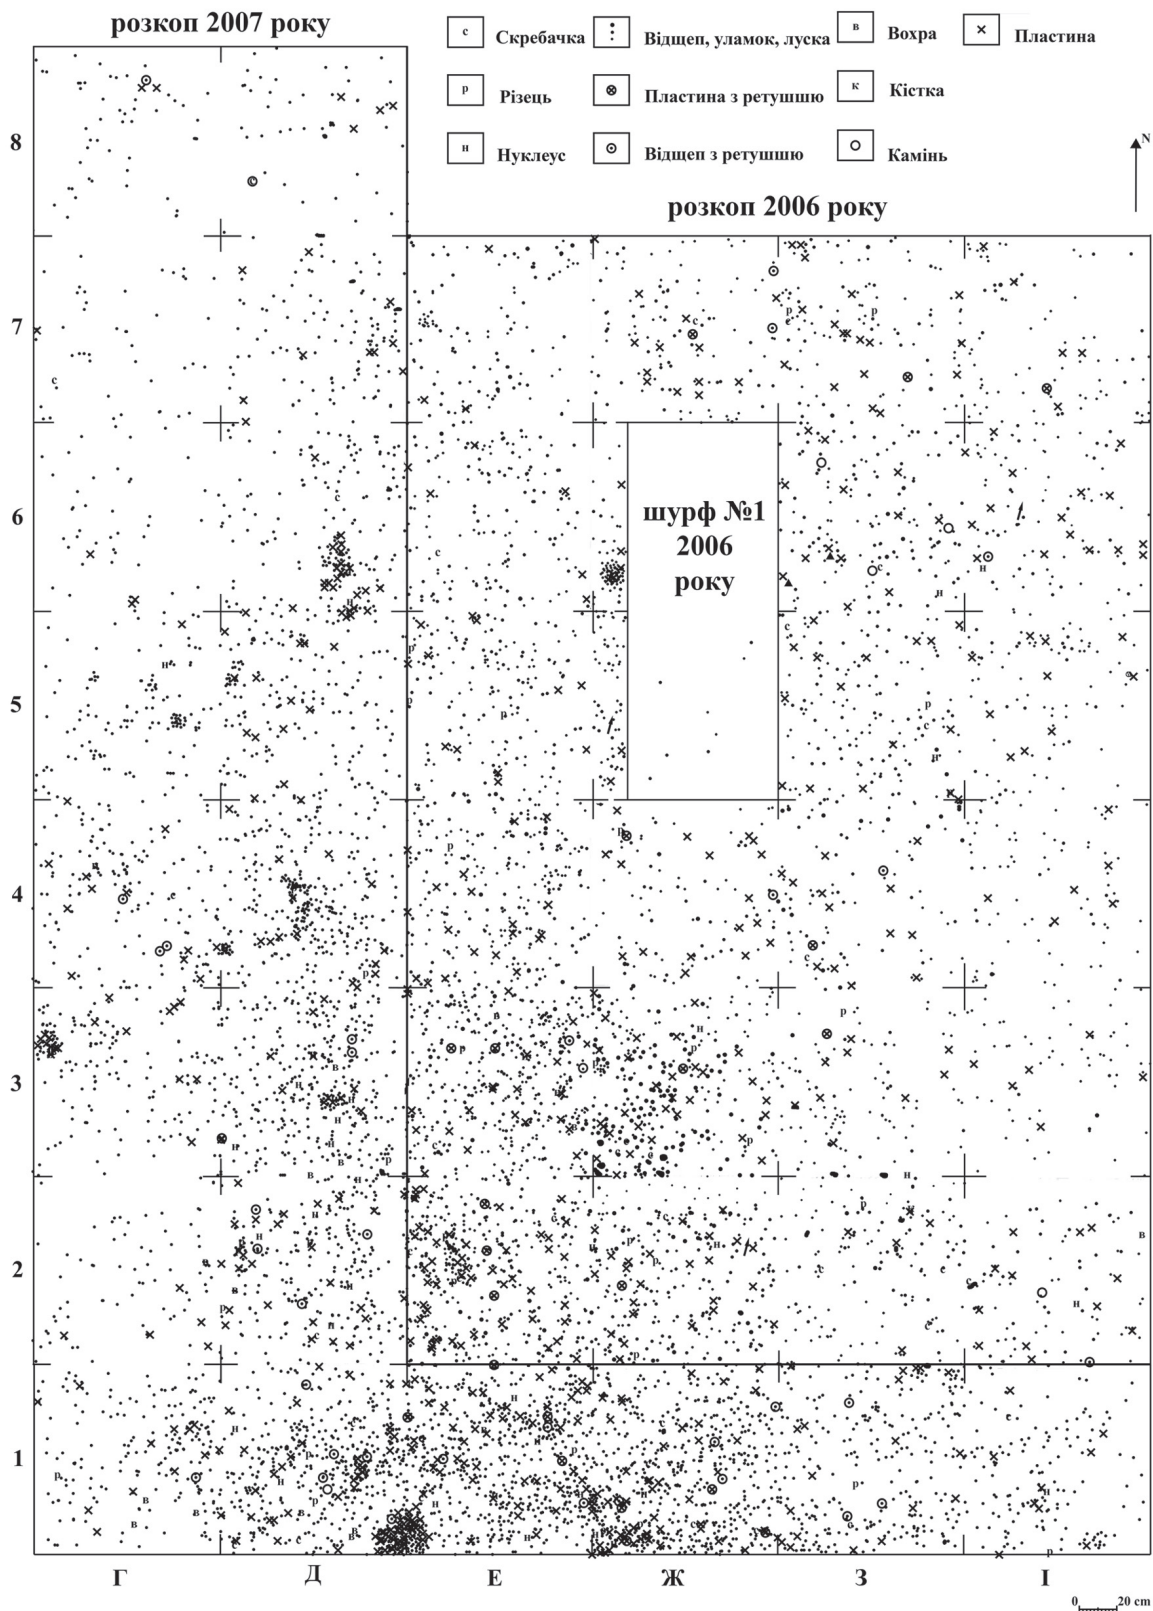 розкоп 2007 року
с Скребачка
Відщеп, уламок, луска
в Вохра
Пластина
р Різець
Пластина з ретушшю
к Кістка
н Нуклеус
Відщеп з ретушшю
Камінь
N
розкоп 2006 року
8
7
6
5
4
3
2
1
шурф №1
2006
року
Г Д Е Ж З І
0 20 cm